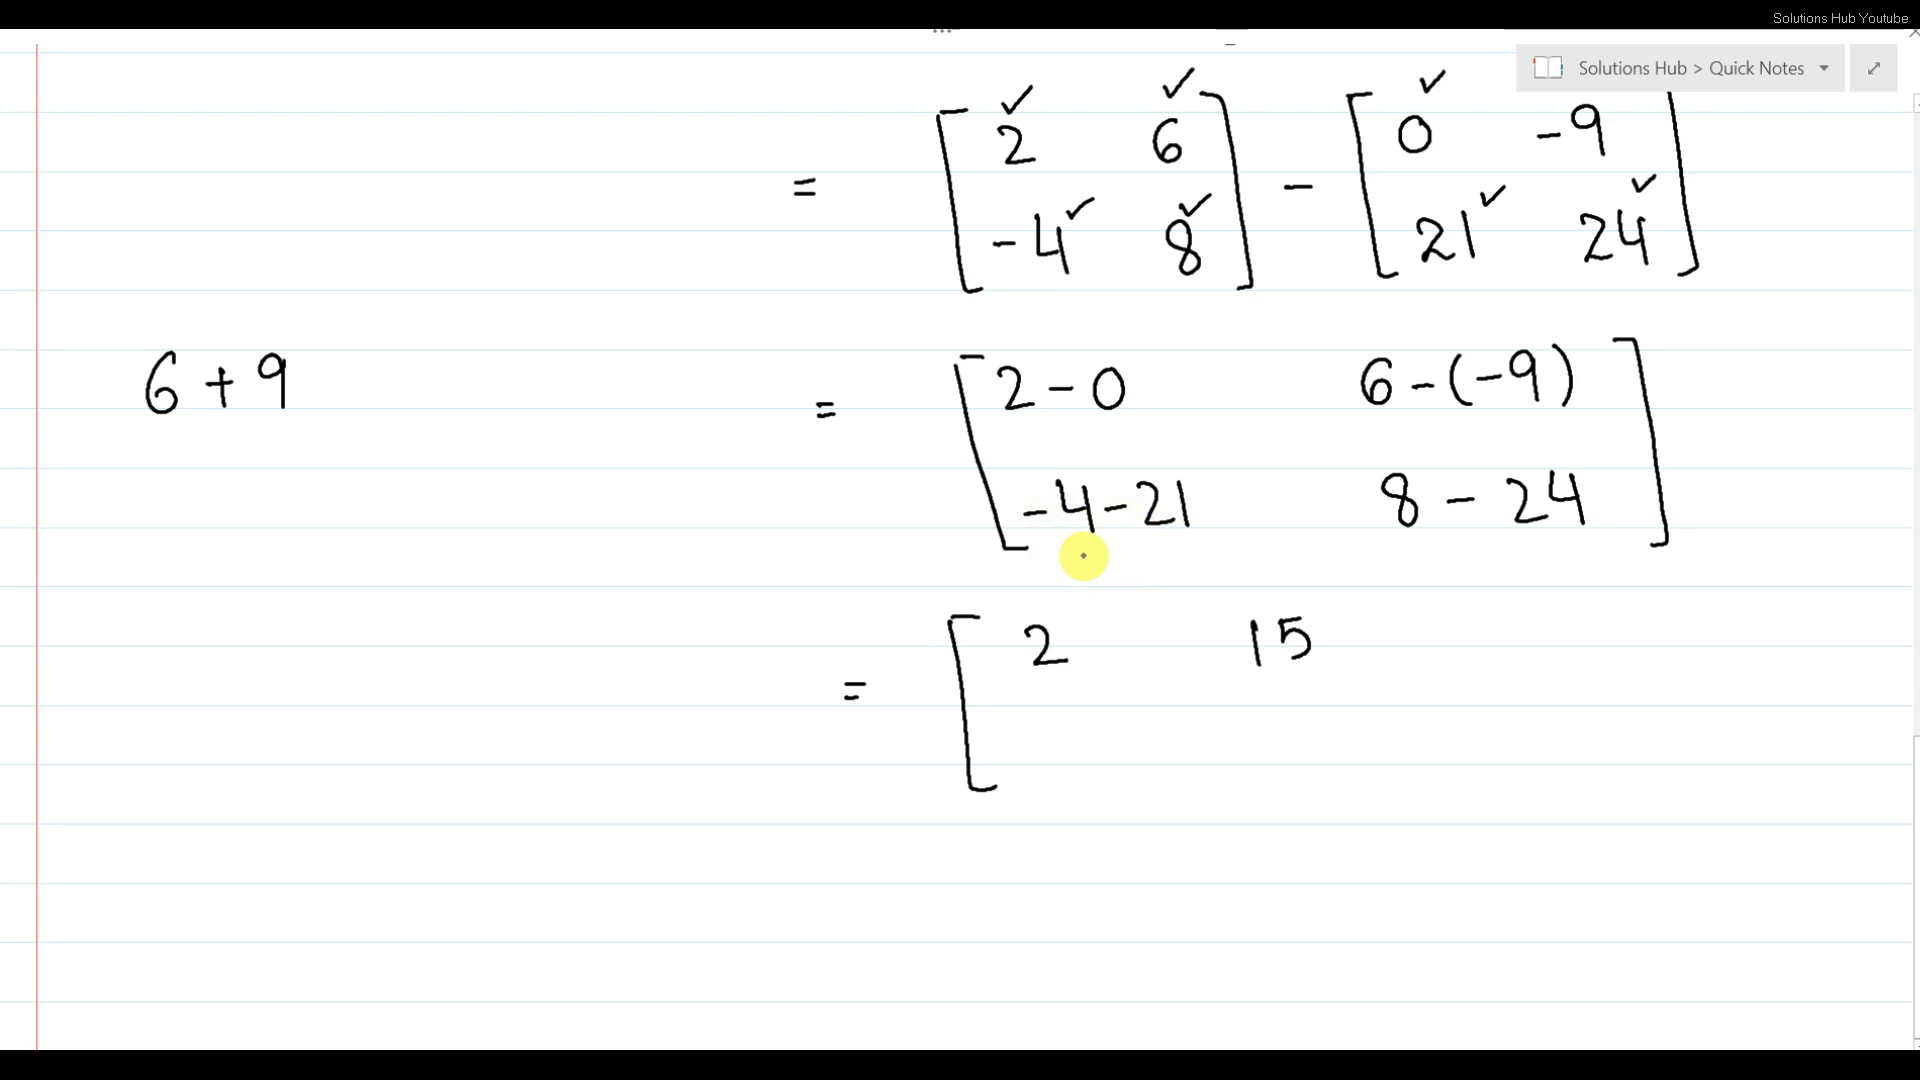 Solutions Hub Youtube
Solutions Hub > Quick Notes
= [ 2 ✓ 6 ✓ ] - [ 0 ✓ -9 ]
[ -4 ✓ 8 ✓ ] [ 21 ✓ 24 ✓ ]
6 + 9 = [ 2 - 0 6 - (-9) ]
[ -4 - 21 8 - 24 ]
= [ 2 15